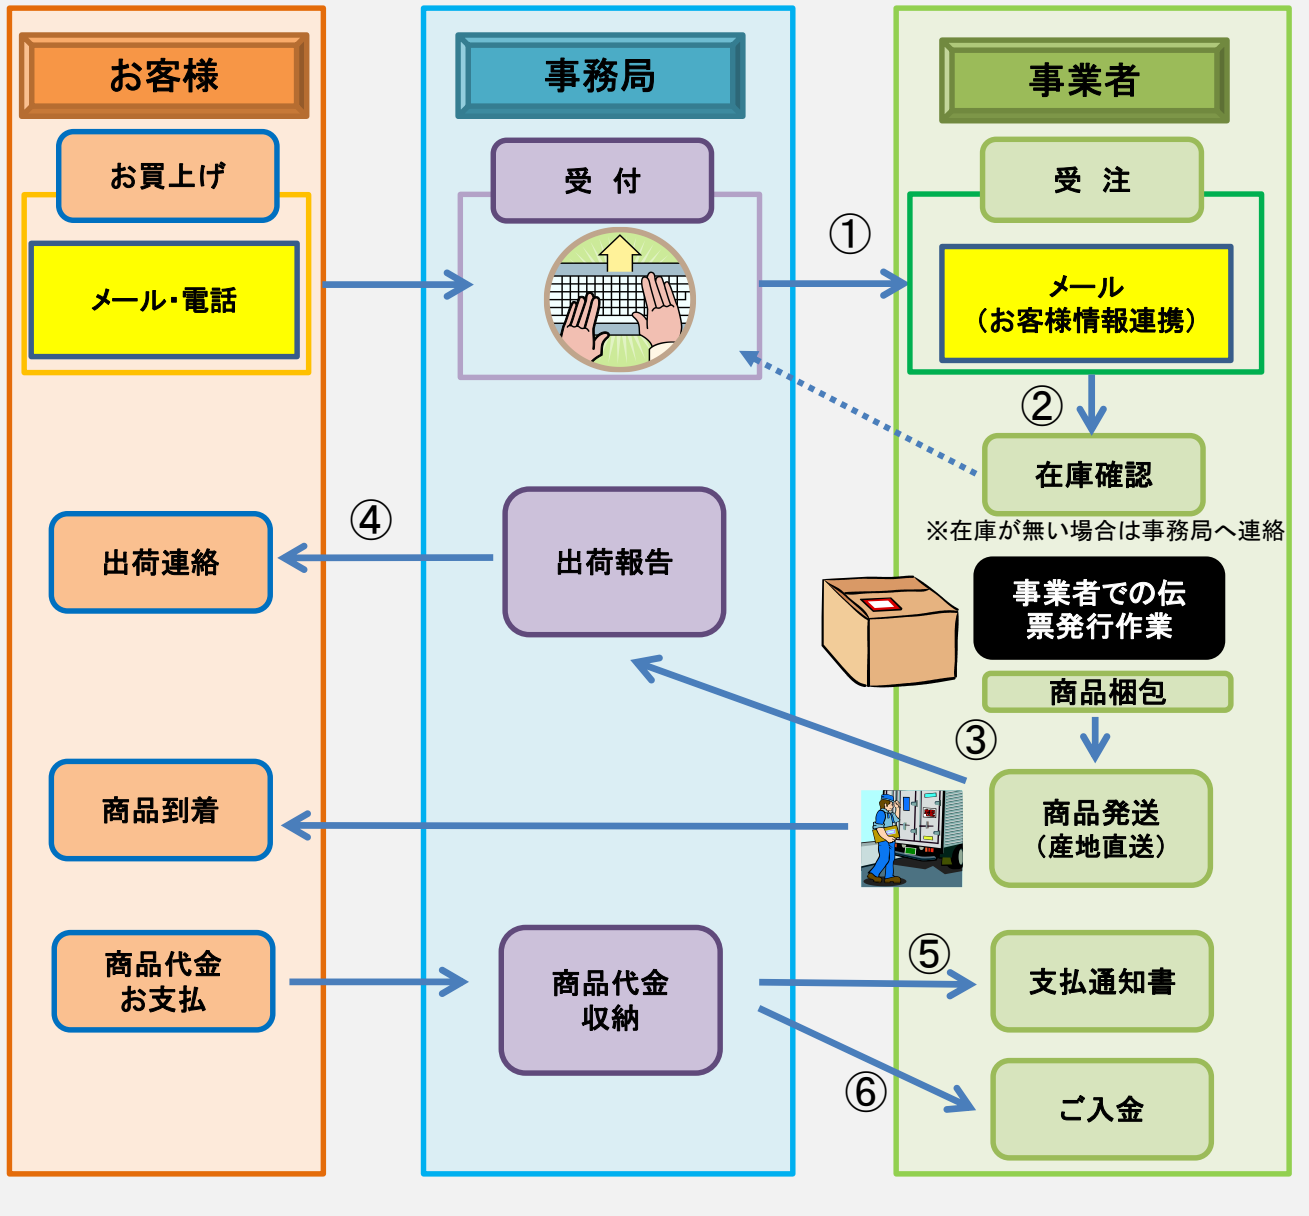 お客様
事務局
事業者
お買上げ
受　付
受　注
メール・電話
①
メール
（お客様情報連携）
②
在庫確認
※在庫が無い場合は事務局へ連絡
出荷連絡
④
出荷報告
事業者での伝
票発行作業
商品梱包
③
商品到着
商品発送
（産地直送）
商品代金
お支払
商品代金
収納
⑤
支払通知書
⑥
ご入金